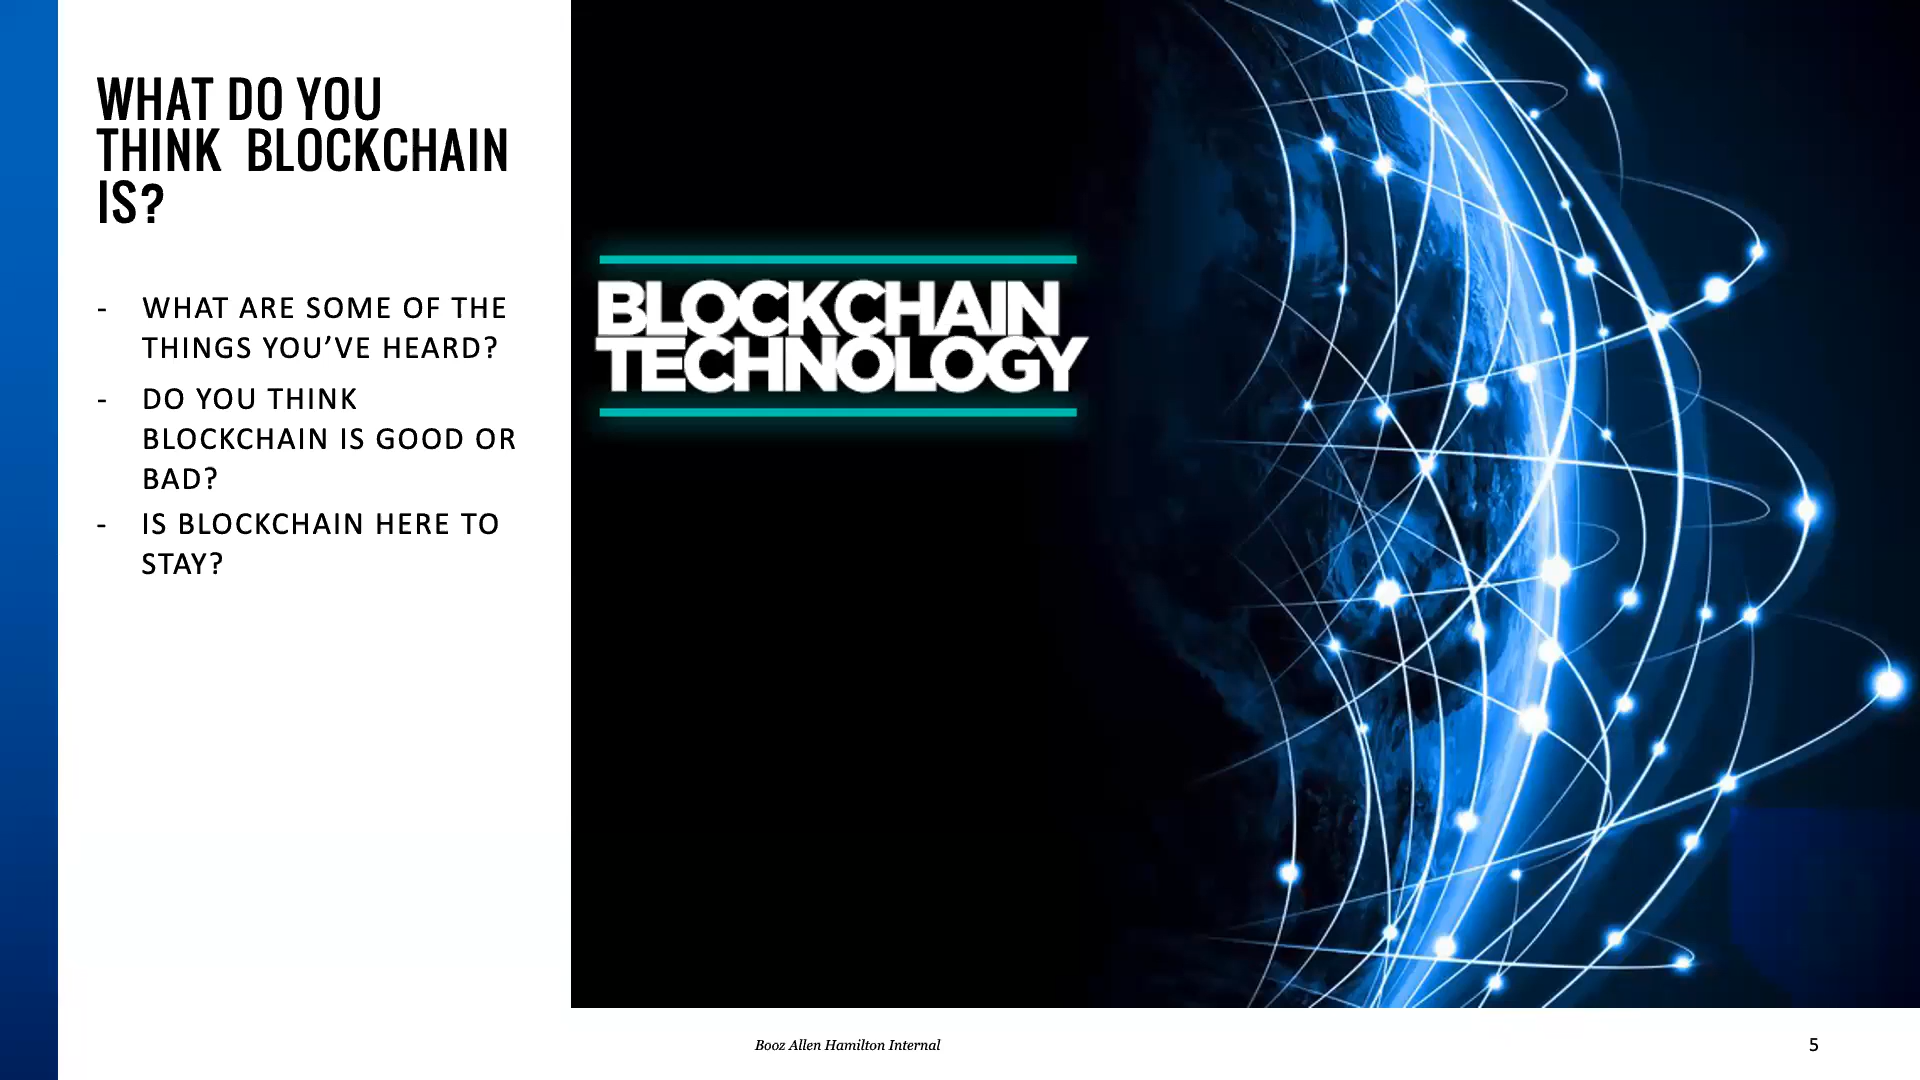 WHAT DO YOU
THINK BLOCKCHAIN
IS?
- WHAT ARE SOME OF THE
THINGS YOU’VE HEARD?
- DO YOU THINK
BLOCKCHAIN IS GOOD OR
BAD?
- IS BLOCKCHAIN HERE TO
STAY?
BLOCKCHAIN
TECHNOLOGY
Booz Allen Hamilton Internal
5